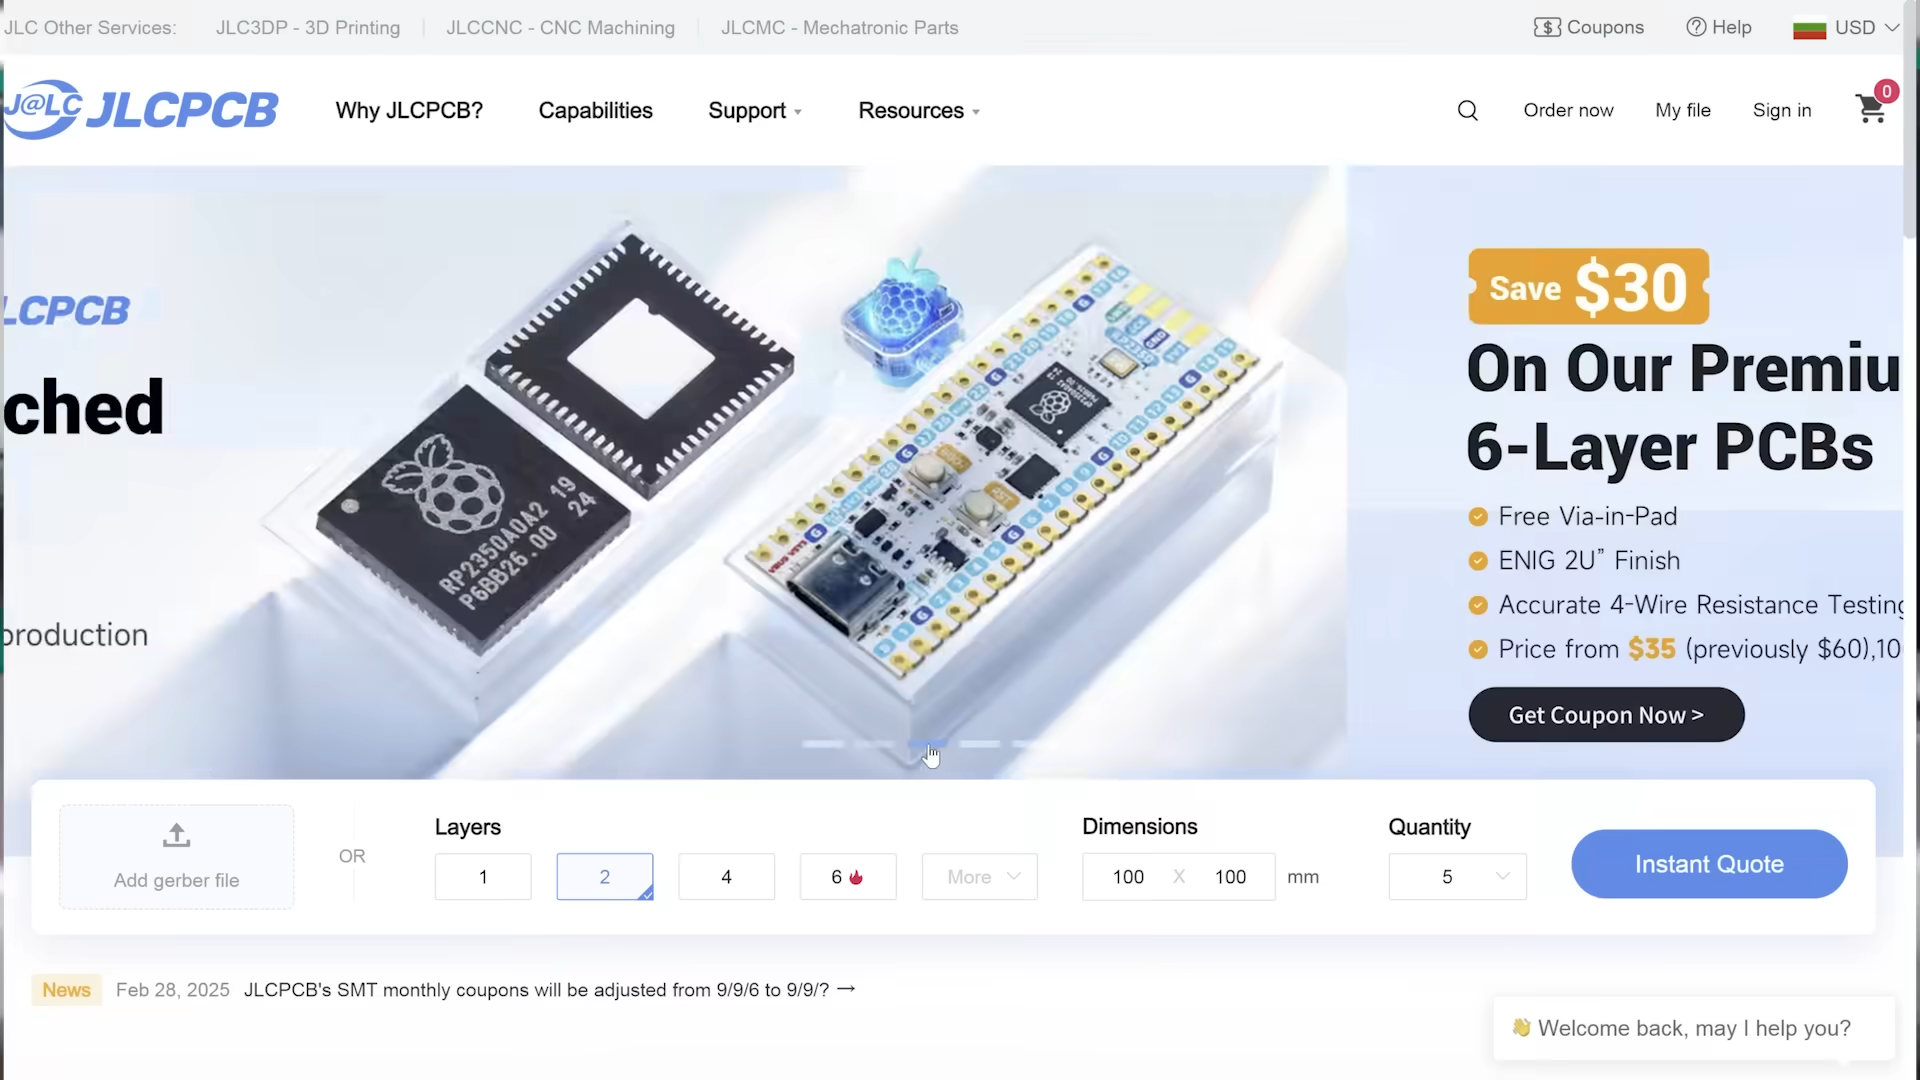 JLC Other Services: JLC3DP - 3D Printing JLCCNC - CNC Machining JLCMC - Mechatronic Parts Coupons Help USD
J@LC JLCPCB Why JLCPCB? Capabilities Support Resources Order now My file Sign in 0
LCPCB
ched
production
RP2350A0A2 19
P6BB26.00 24
Save $30
On Our Premiu
6-Layer PCBs
Free Via-in-Pad
ENIG 2U” Finish
Accurate 4-Wire Resistance Testing
Price from $35 (previously $60),10
Get Coupon Now >
Add gerber file
OR
Layers
1 2 4 6 More
Dimensions
100 X 100 mm
Quantity
5
Instant Quote
News Feb 28, 2025 JLCPCB's SMT monthly coupons will be adjusted from 9/9/6 to 9/9/? →
👋 Welcome back, may I help you?